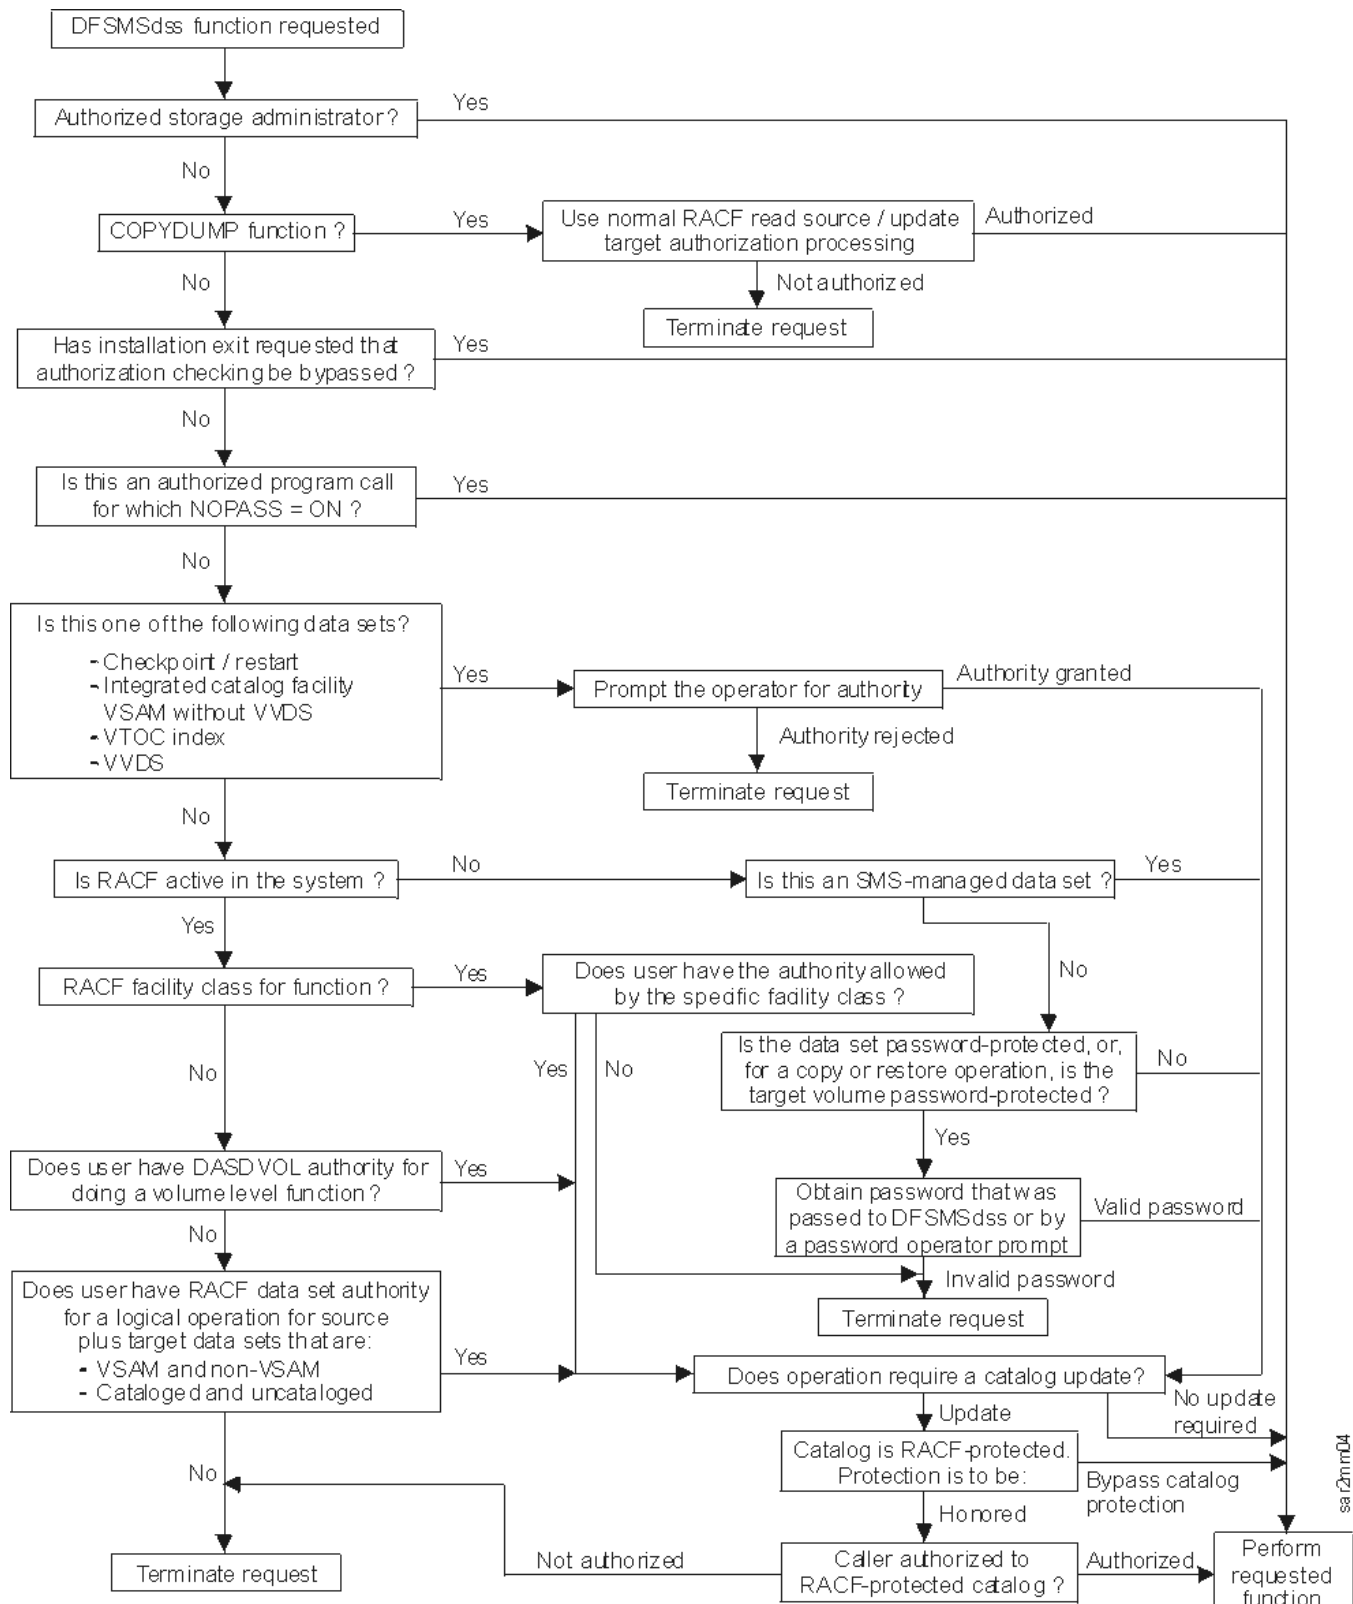 DFSMSdss function requested
Authorized storage administrator?
Yes
No
COPYDUMP function ?
Yes
Use normal RACF read source / update
target authorization processing
Authorized
No
Not authorized
Terminate request
Has installation exit requested that
authorization checking be bypassed ?
Yes
No
Is this an authorized program call
for which NOPASS = ON ?
Yes
No
Is this one of the following data sets?
- Checkpoint / restart
- Integrated catalog facility
VSAM without VVDS
- VTOC index
- VVDS
Yes
Prompt the operator for authority
Authority granted
Authority rejected
Terminate request
No
Is RACF active in the system ?
No
Is this an SMS-managed data set ?
Yes
Yes
No
RACF facility class for function ?
Yes
Does user have the authority allowed
by the specific facility class ?
No
Yes
No
Is the data set password-protected, or,
for a copy or restore operation, is the
target volume password-protected ?
No
Yes
Does user have DASDVOL authority for
doing a volume level function?
Yes
No
Obtain password that was
passed to DFSMSdss or by
a password operator prompt
Valid password
Invalid password
Terminate request
Does user have RACF data set authority
for a logical operation for source
plus target data sets that are:
- VSAM and non-VSAM
- Cataloged and uncataloged
Yes
No
Does operation require a catalog update?
No update
required
Update
Catalog is RACF-protected.
Protection is to be:
Bypass catalog
protection
Honored
Caller authorized to
RACF-protected catalog ?
Not authorized
Authorized
Terminate request
Perform
requested
function
sar2mm04